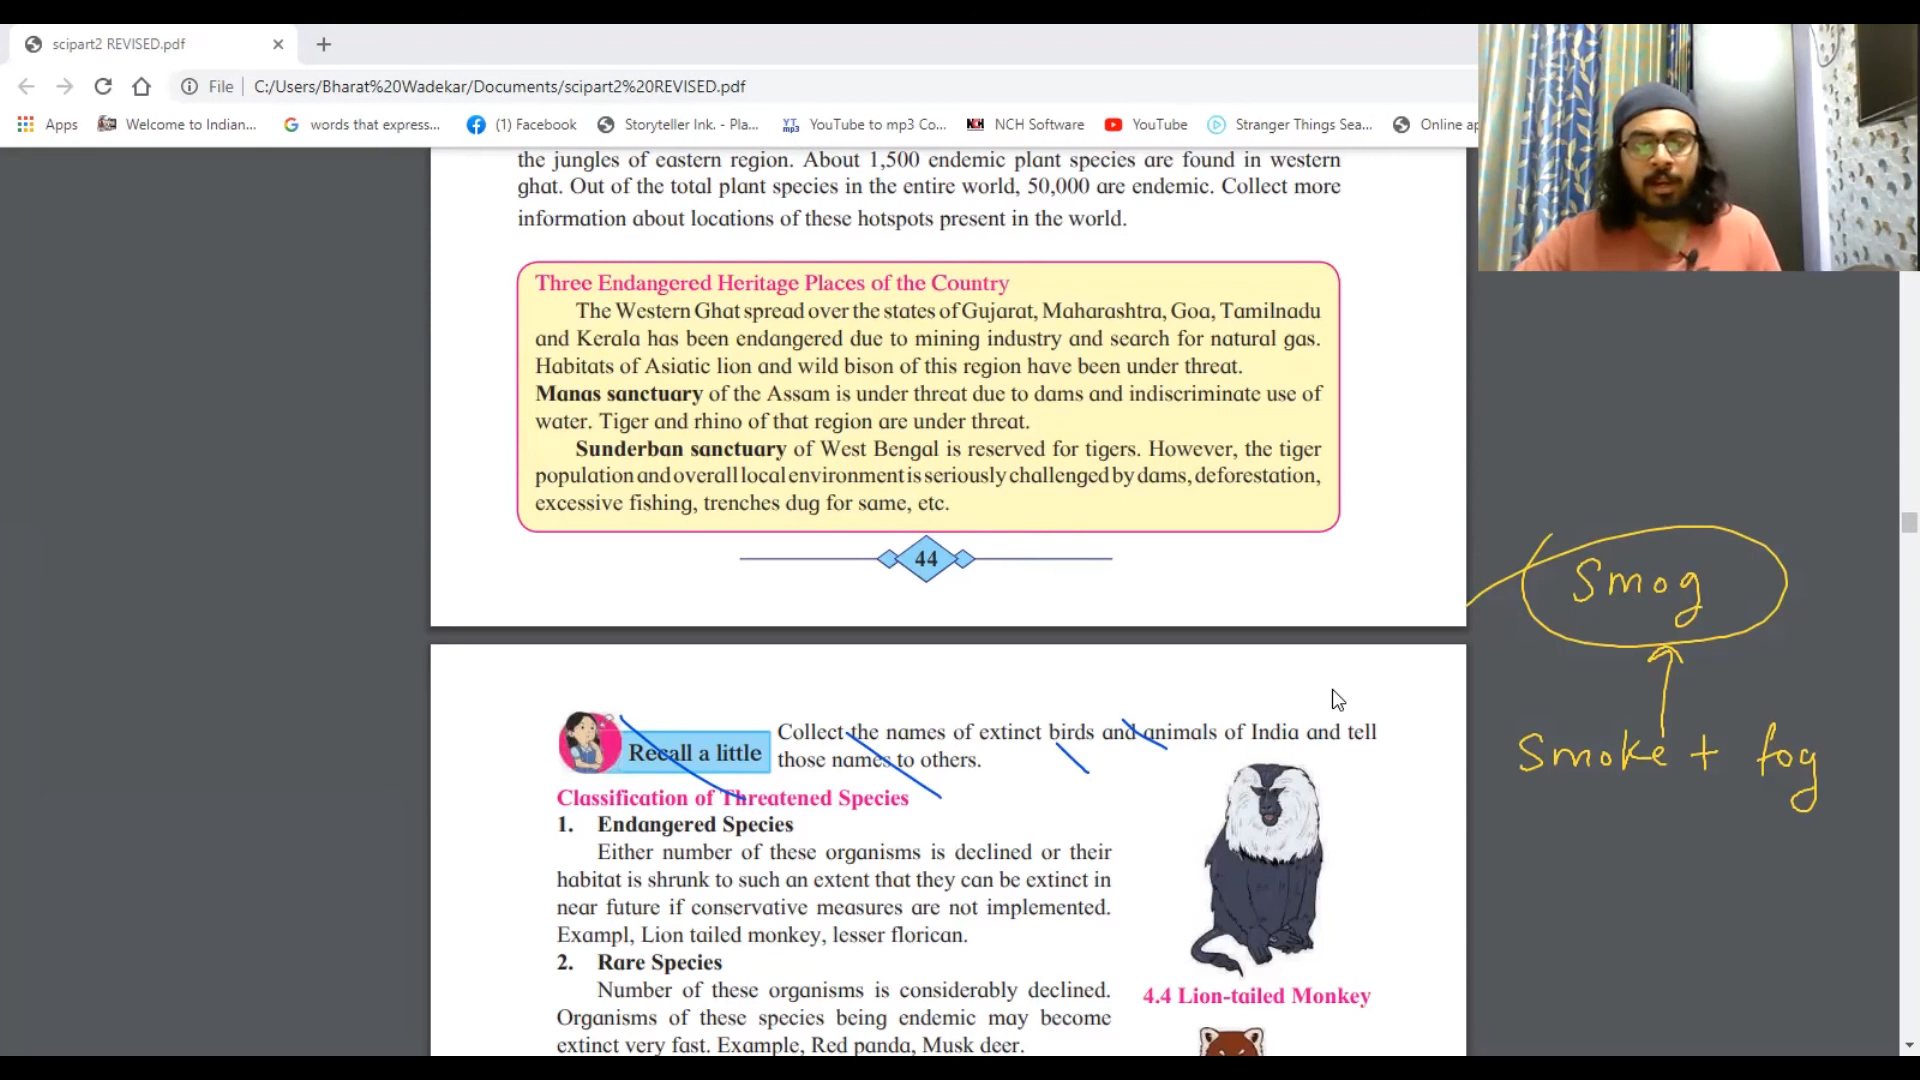 scipart2 REVISED.pdf
File
C:/Users/Bharat%20Wadekar/Documents/scipart2%20REVISED.pdf
Apps
Welcome to Indian...
words that express...
(1) Facebook
Storyteller Ink. - Pla...
YouTube to mp3 Co...
NCH Software
YouTube
Stranger Things Sea...
Online ap
the jungles of eastern region. About 1,500 endemic plant species are found in western
ghat. Out of the total plant species in the entire world, 50,000 are endemic. Collect more
information about locations of these hotspots present in the world.
Three Endangered Heritage Places of the Country
The Western Ghat spread over the states of Gujarat, Maharashtra, Goa, Tamilnadu
and Kerala has been endangered due to mining industry and search for natural gas.
Habitats of Asiatic lion and wild bison of this region have been under threat.
Manas sanctuary of the Assam is under threat due to dams and indiscriminate use of
water. Tiger and rhino of that region are under threat.
Sunderban sanctuary of West Bengal is reserved for tigers. However, the tiger
population and overall local environment is seriously challenged by dams, deforestation,
excessive fishing, trenches dug for same, etc.
44
Smog
Smoke + fog
Recall a little
Collect the names of extinct birds and animals of India and tell
those names to others.
Classification of Threatened Species
1. Endangered Species
Either number of these organisms is declined or their
habitat is shrunk to such an extent that they can be extinct in
near future if conservative measures are not implemented.
Exampl, Lion tailed monkey, lesser florican.
2. Rare Species
Number of these organisms is considerably declined.
Organisms of these species being endemic may become
extinct very fast. Example, Red panda, Musk deer.
4.4 Lion-tailed Monkey